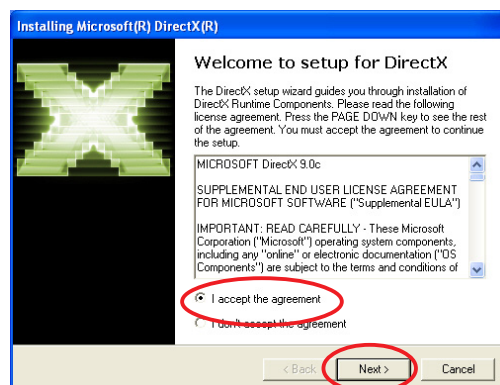 Installing Microsoft(R) DirectX(R)
Welcome to setup for DirectX
The DirectX setup wizard guides you through installation of
DirectX Runtime Components. Please read the following
license agreement. Press the PAGE DOWN key to see the rest
of the agreement. You must accept the agreement to continue
the setup.
MICROSOFT DirectX 9.0c
SUPPLEMENTAL END USER LICENSE AGREEMENT
FOR MICROSOFT SOFTWARE ("Supplemental EULA")
IMPORTANT: READ CAREFULLY - These Microsoft
Corporation ("Microsoft") operating system components,
including any "online" or electronic documentation ("OS
Components") are subject to the terms and conditions of
I accept the agreement
I don't accept the agreement
< Back
Next >
Cancel